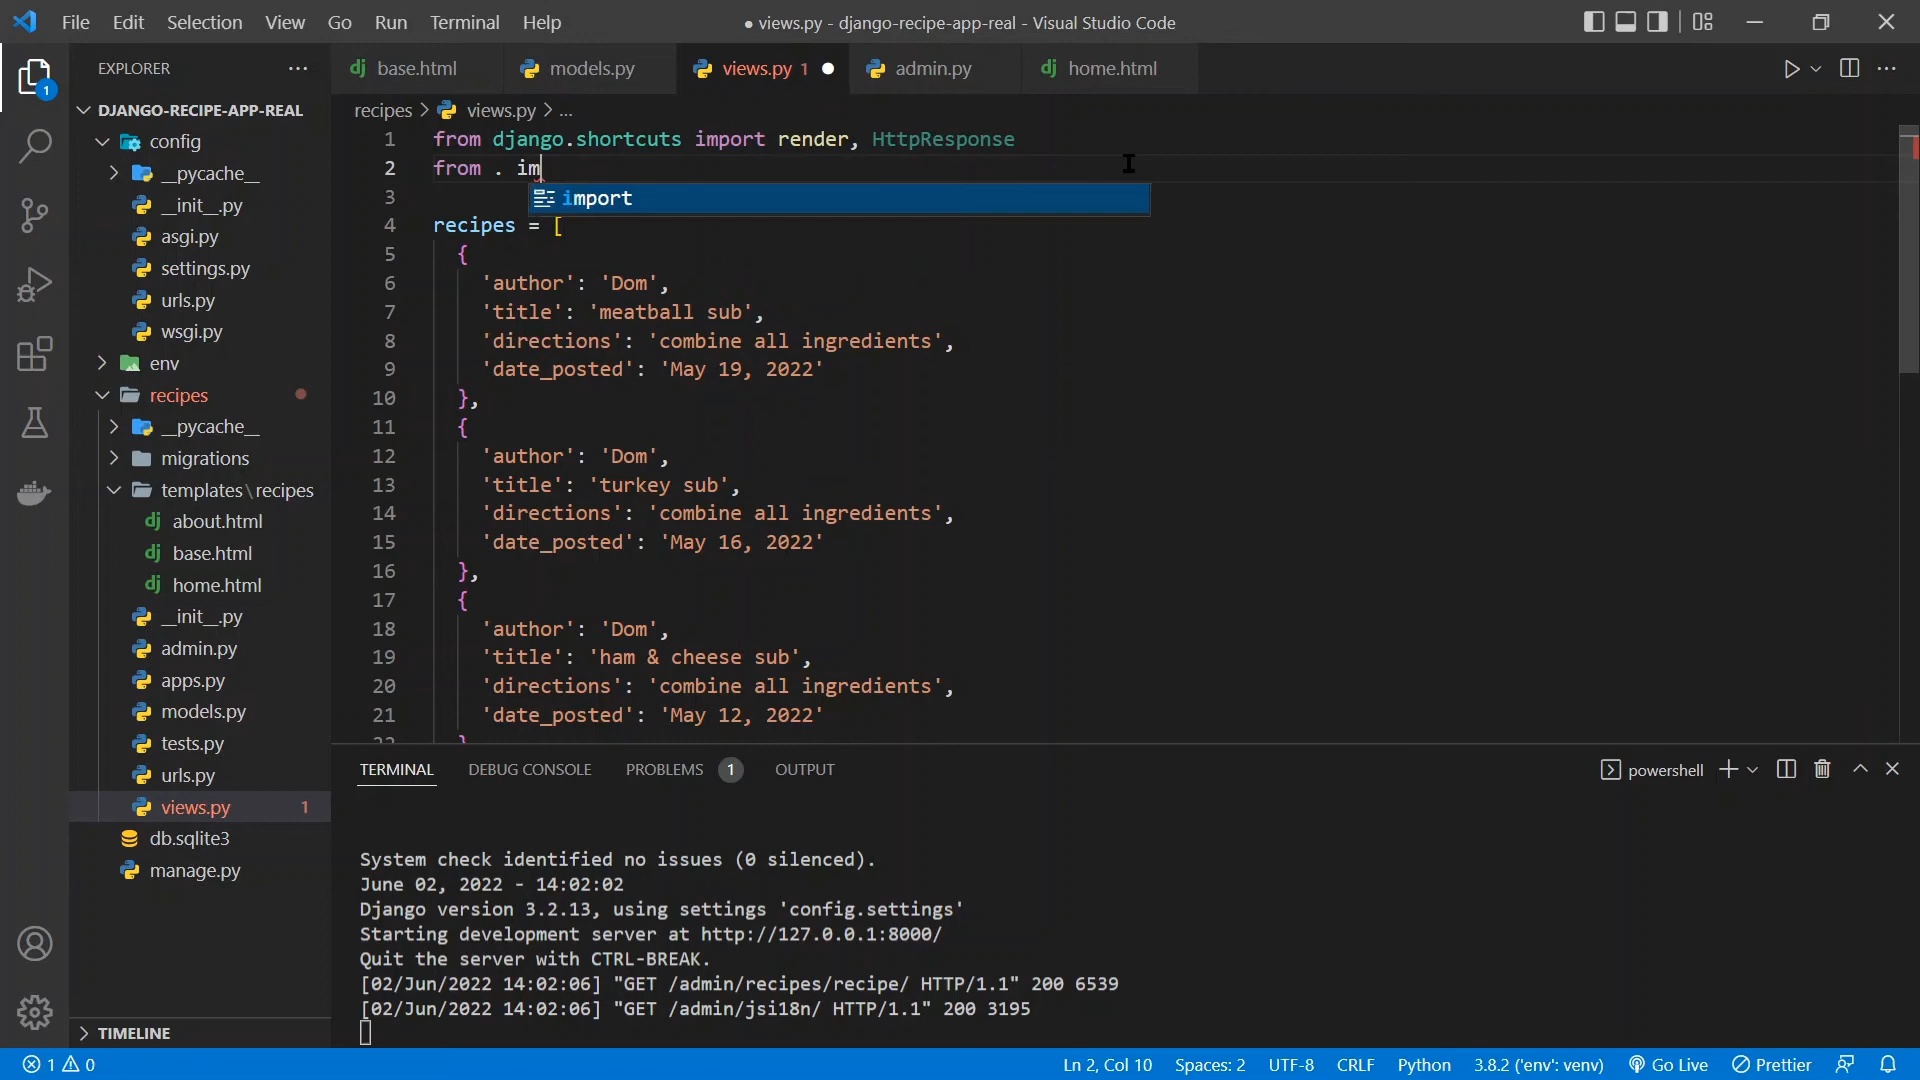 File Edit Selection View Go Run Terminal Help
● views.py - django-recipe-app-real - Visual Studio Code
EXPLORER
base.html
models.py
views.py 1
admin.py
home.html
DJANGO-RECIPE-APP-REAL
config
__pycache__
__init__.py
asgi.py
settings.py
urls.py
wsgi.py
env
recipes
__pycache__
migrations
templates\recipes
about.html
base.html
home.html
__init__.py
admin.py
apps.py
models.py
tests.py
urls.py
views.py 1
db.sqlite3
manage.py
TIMELINE
recipes > views.py > ...
1 from django.shortcuts import render, HttpResponse
2 from . im
import
3
4 recipes = [
5 {
6 'author': 'Dom',
7 'title': 'meatball sub',
8 'directions': 'combine all ingredients',
9 'date_posted': 'May 19, 2022'
10 },
11 {
12 'author': 'Dom',
13 'title': 'turkey sub',
14 'directions': 'combine all ingredients',
15 'date_posted': 'May 16, 2022'
16 },
17 {
18 'author': 'Dom',
19 'title': 'ham & cheese sub',
20 'directions': 'combine all ingredients',
21 'date_posted': 'May 12, 2022'
22 }
TERMINAL DEBUG CONSOLE PROBLEMS 1 OUTPUT
powershell
System check identified no issues (0 silenced).
June 02, 2022 - 14:02:02
Django version 3.2.13, using settings 'config.settings'
Starting development server at http://127.0.0.1:8000/
Quit the server with CTRL-BREAK.
[02/Jun/2022 14:02:06] "GET /admin/recipes/recipe/ HTTP/1.1" 200 6539
[02/Jun/2022 14:02:06] "GET /admin/jsi18n/ HTTP/1.1" 200 3195
1 0
Ln 2, Col 10 Spaces: 2 UTF-8 CRLF Python 3.8.2 ('env': venv) Go Live Prettier